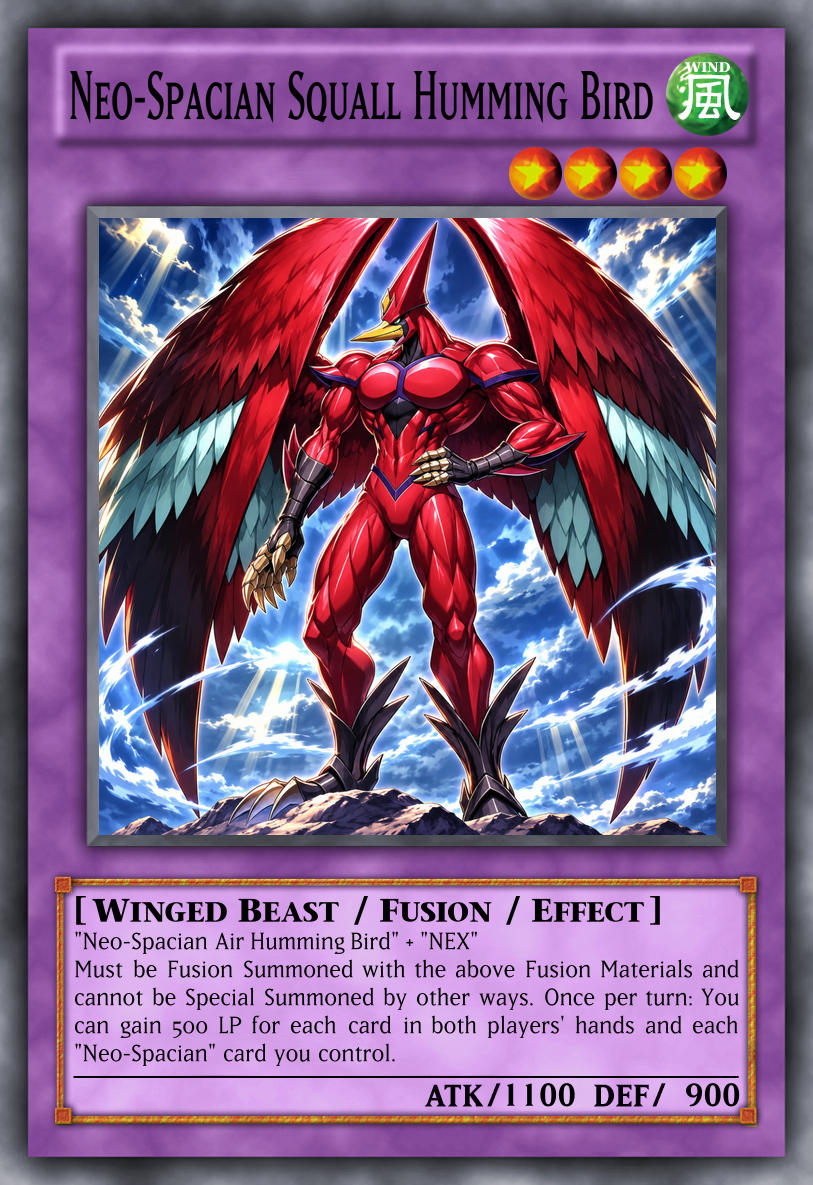 Neo-Spacian Squall Humming Bird
WIND
風
[ Winged Beast / Fusion / Effect ]
"Neo-Spacian Air Humming Bird" + "NEX"
Must be Fusion Summoned with the above Fusion Materials and
cannot be Special Summoned by other ways. Once per turn: You
can gain 500 LP for each card in both players' hands and each
"Neo-Spacian" card you control.
ATK/1100 DEF/ 900